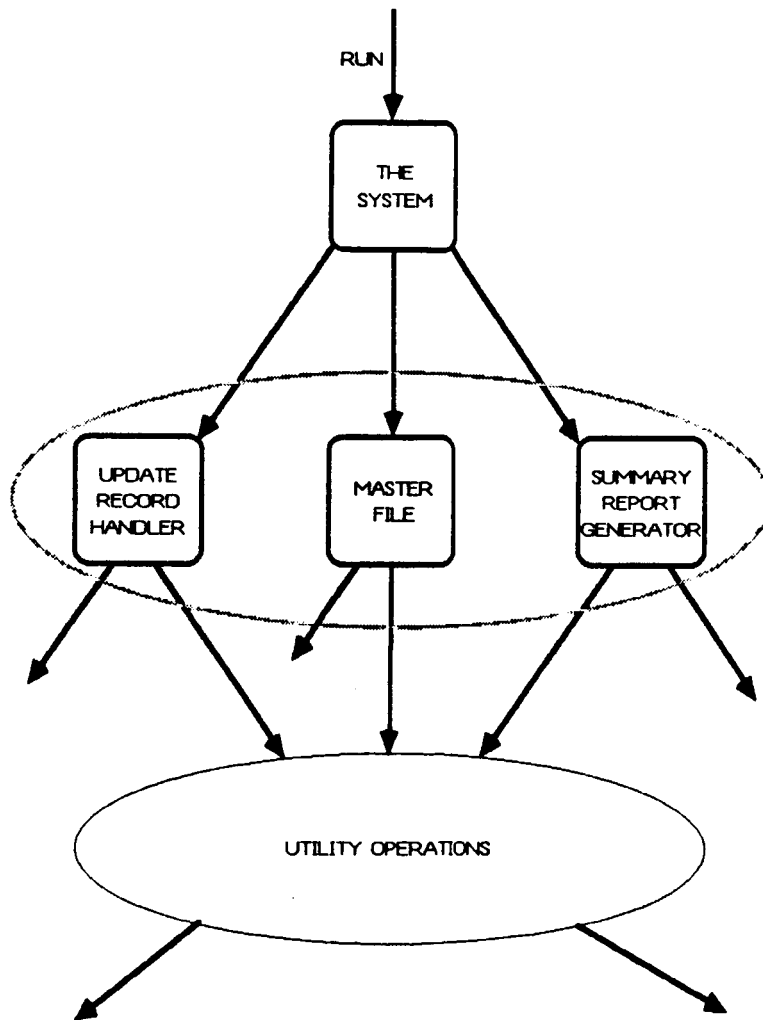 RUN
THE
SYSTEM
UPDATE
RECORD
HANDLER
MASTER
FILE
SUMMARY
REPORT
GENERATOR
UTILITY OPERATIONS